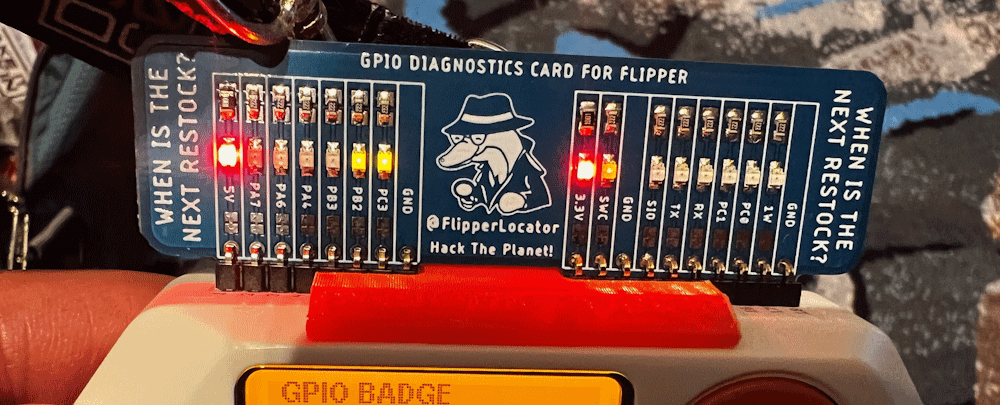 GPIO DIAGNOSTICS CARD FOR FLIPPER
WHEN IS THE
NEXT RESTOCK?
5V
PA7
PA6
PA4
PB3
PB2
PC3
GND
@FlipperLocator
Hack The Planet!
3.3V
SWC
GND
SIO
TX
RX
PC1
PC0
1W
GND
WHEN IS THE
NEXT RESTOCK?
GPIO BADGE